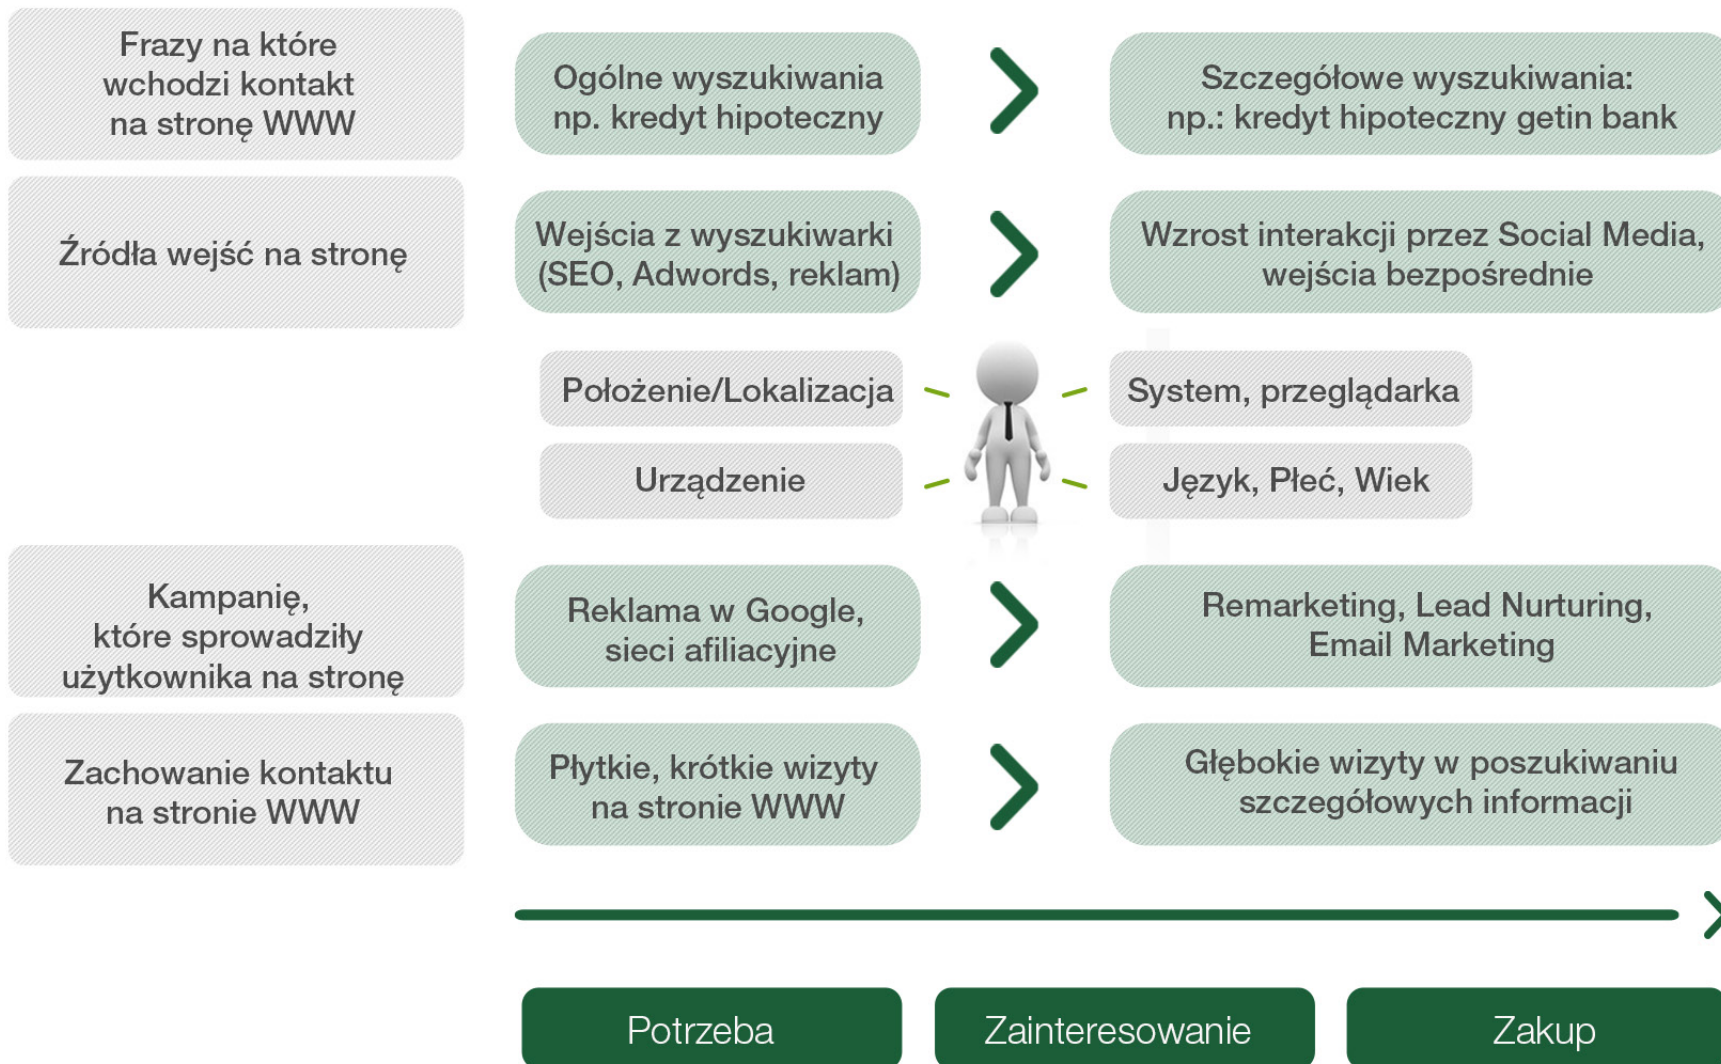 Frazy na które
wchodzi kontakt
na stronę WWW
Ogólne wyszukiwania
np. kredyt hipoteczny
Szczegółowe wyszukiwania:
np.: kredyt hipoteczny getin bank
Źródła wejść na stronę
Wejścia z wyszukiwarki
(SEO, Adwords, reklam)
Wzrost interakcji przez Social Media,
wejścia bezpośrednie
Położenie/Lokalizacja
System, przeglądarka
Urządzenie
Język, Płeć, Wiek
Kampanię,
które sprowadziły
użytkownika na stronę
Reklama w Google,
sieci afiliacyjne
Remarketing, Lead Nurturing,
Email Marketing
Zachowanie kontaktu
na stronie WWW
Płytkie, krótkie wizyty
na stronie WWW
Głębokie wizyty w poszukiwaniu
szczegółowych informacji
Potrzeba
Zainteresowanie
Zakup